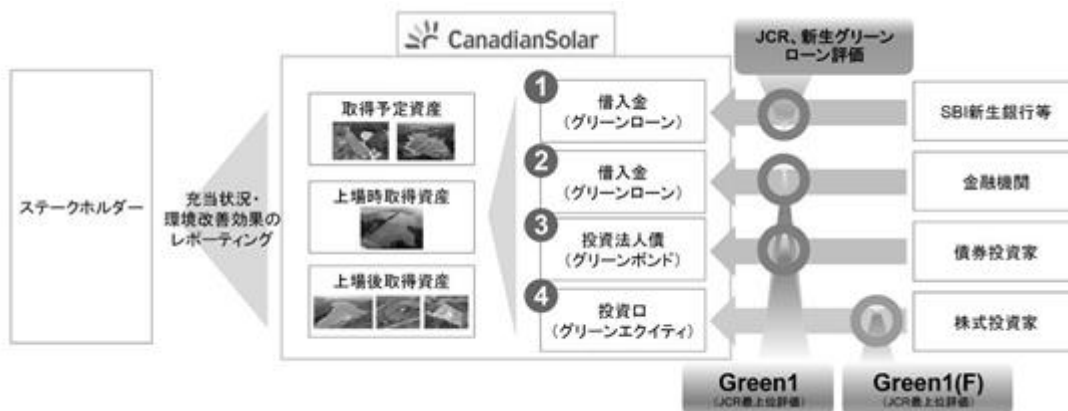 CanadianSolar
JCR、新生グリーン
ローン評価
ステークホルダー
充当状況・
環境改善効果の
レポーティング
取得予定資産
上場時取得資産
上場後取得資産
1
借入金
(グリーンローン)
SBI新生銀行等
2
借入金
(グリーンローン)
金融機関
3
投資法人債
(グリーンボンド)
債券投資家
4
投資口
(グリーンエクイティ)
株式投資家
Green1
(JCR最上位評価)
Green1(F)
(JCR最上位評価)